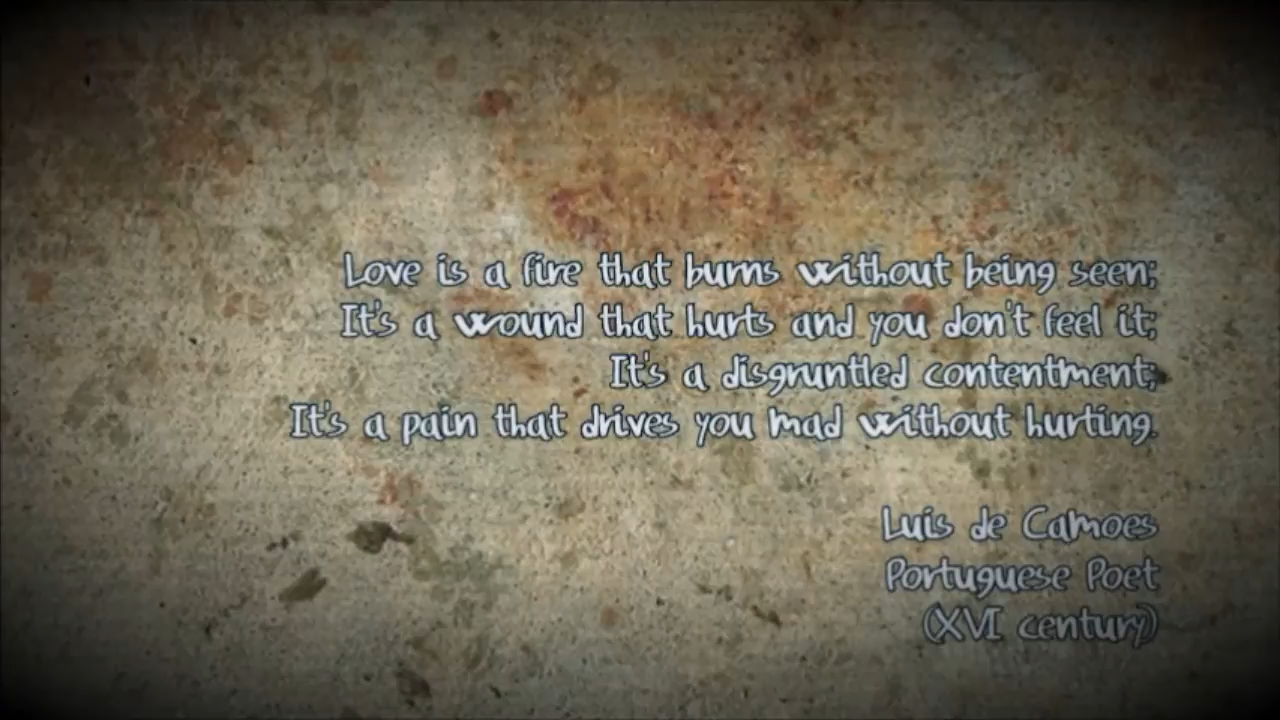 Love is a fire that burns without being seen;
It's a wound that hurts and you don't feel it;
It's a disgruntled contentment;
It's a pain that drives you mad without hurting.
Luis de Camoes
Portuguese Poet
(XVI century)